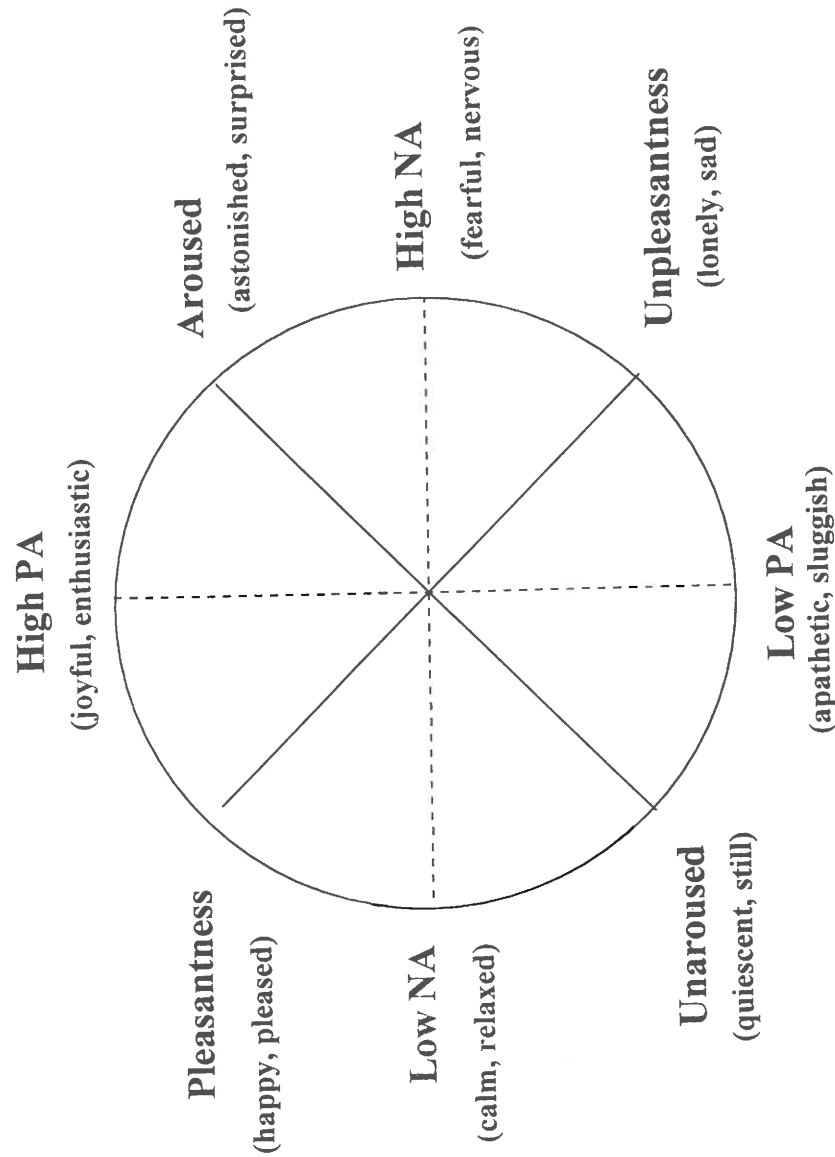 High PA
(joyful, enthusiastic)
Pleasantness
(happy, pleased)
Aroused
(astonished, surprised)
Low NA
(calm, relaxed)
High NA
(fearful, nervous)
Unaroused
(quiescent, still)
Unpleasantness
(lonely, sad)
Low PA
(apathetic, sluggish)